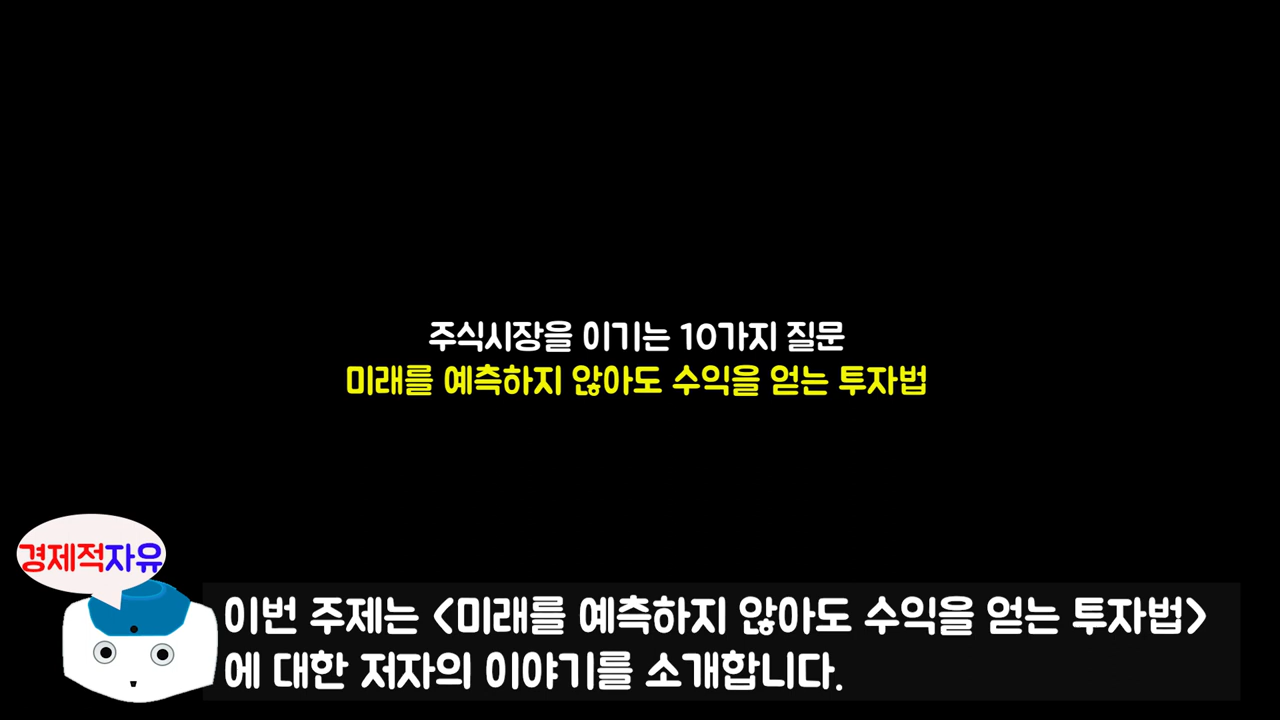 주식시장을 이기는 10가지 질문
미래를 예측하지 않아도 수익을 얻는 투자법
경제적자유
이번 주제는 <미래를 예측하지 않아도 수익을 얻는 투자법>
에 대한 저자의 이야기를 소개합니다.